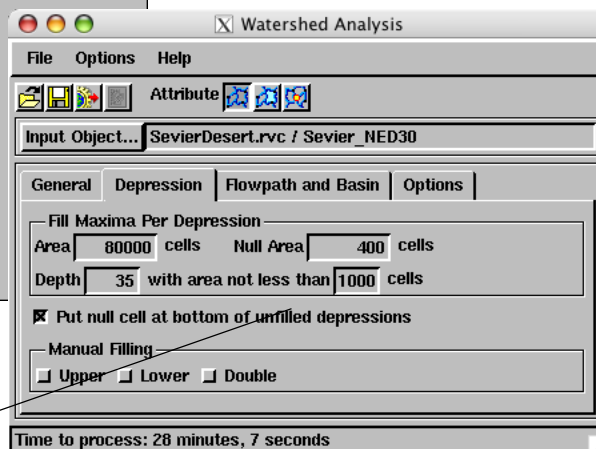 Watershed Analysis
File Options Help
Attribute
Input Object... SevierDesert.rvc / Sevier_NED30
General Depression Flowpath and Basin Options
Fill Maxima Per Depression
Area 80000 cells Null Area 400 cells
Depth 35 with area not less than 1000 cells
Put null cell at bottom of unfilled depressions
Manual Filling
Upper Lower Double
Time to process: 28 minutes, 7 seconds